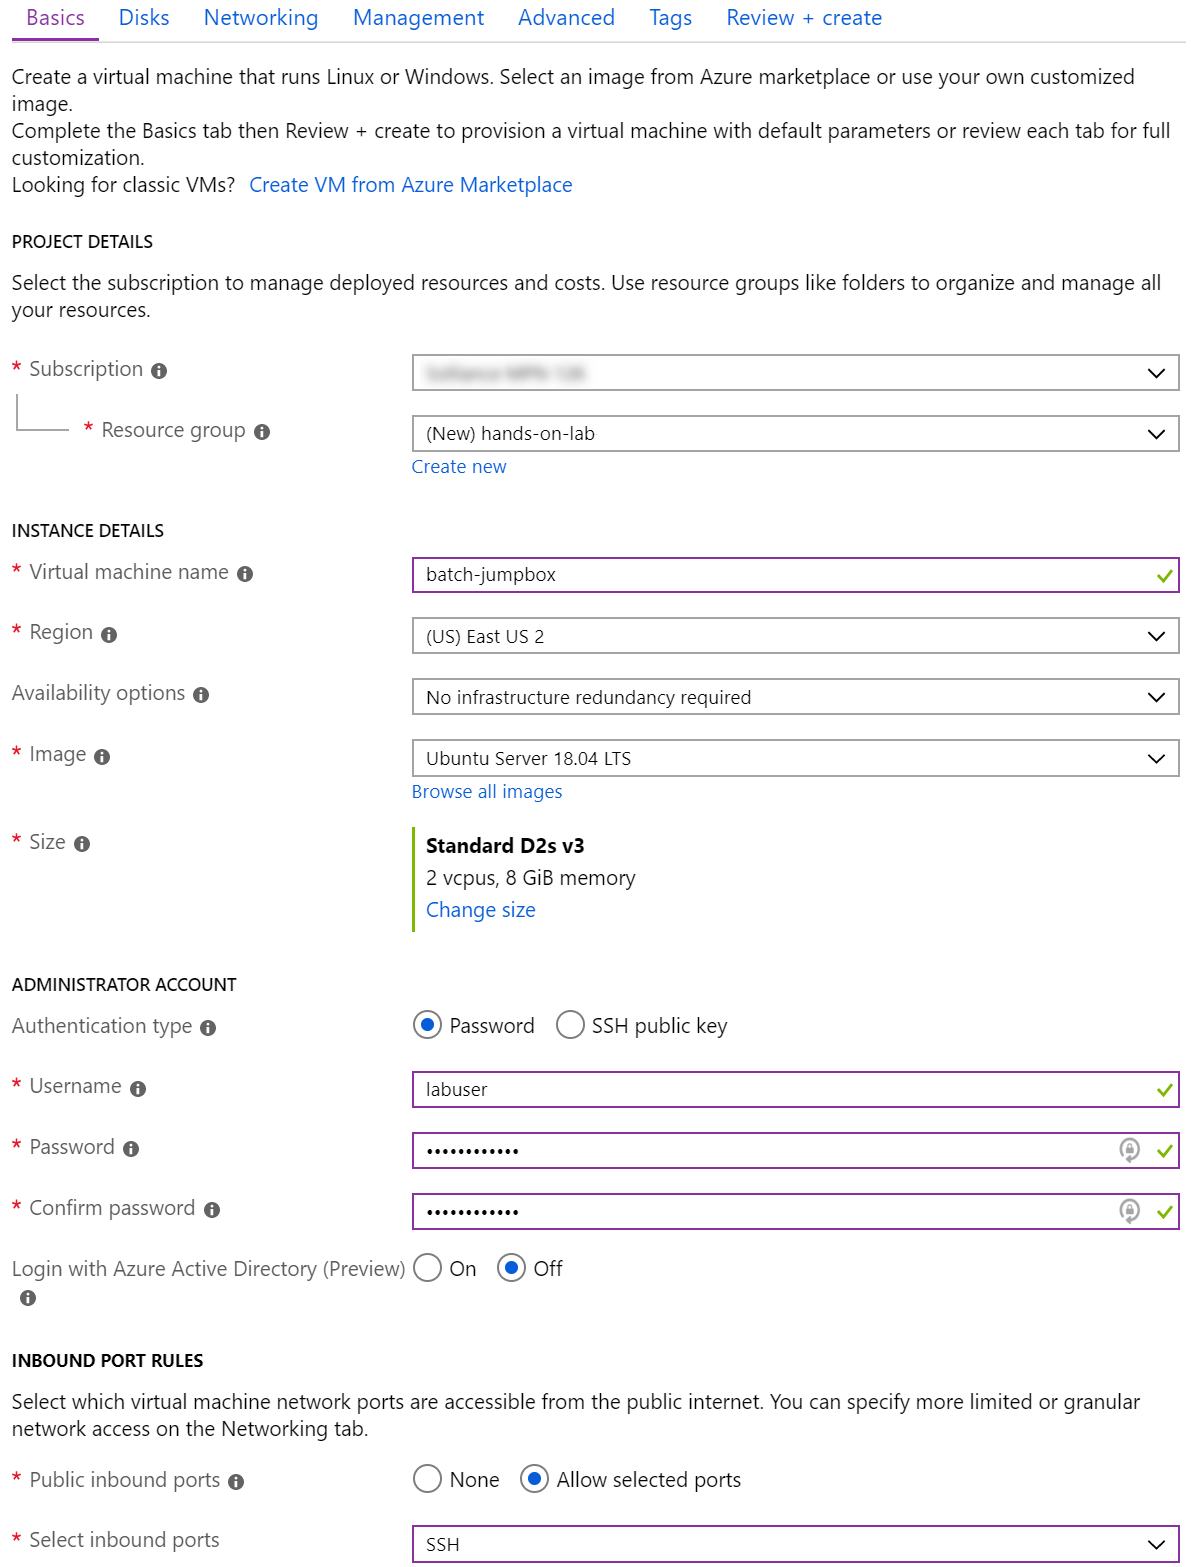 Basics Disks Networking Management Advanced Tags Review + create
Create a virtual machine that runs Linux or Windows. Select an image from Azure marketplace or use your own customized
image.
Complete the Basics tab then Review + create to provision a virtual machine with default parameters or review each tab for full
customization.
Looking for classic VMs? Create VM from Azure Marketplace
PROJECT DETAILS
Select the subscription to manage deployed resources and costs. Use resource groups like folders to organize and manage all
your resources.
* Subscription
* Resource group (New) hands-on-lab
Create new
INSTANCE DETAILS
* Virtual machine name batch-jumpbox
* Region (US) East US 2
Availability options No infrastructure redundancy required
* Image Ubuntu Server 18.04 LTS
Browse all images
* Size Standard D2s v3
2 vcpus, 8 GiB memory
Change size
ADMINISTRATOR ACCOUNT
Authentication type Password SSH public key
* Username labuser
* Password ••••••••••••
* Confirm password ••••••••••••
Login with Azure Active Directory (Preview) On Off
INBOUND PORT RULES
Select which virtual machine network ports are accessible from the public internet. You can specify more limited or granular
network access on the Networking tab.
* Public inbound ports None Allow selected ports
* Select inbound ports SSH